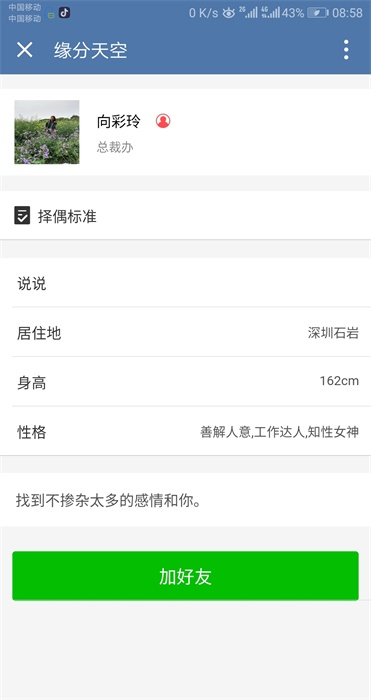 中国移动
中国移动
0 K/s 2G 4G 43% 08:58
缘分天空
向彩玲
总裁办
择偶标准
说说
居住地 深圳石岩
身高 162cm
性格 善解人意,工作达人,知性女神
找到不掺杂太多的感情和你。
加好友